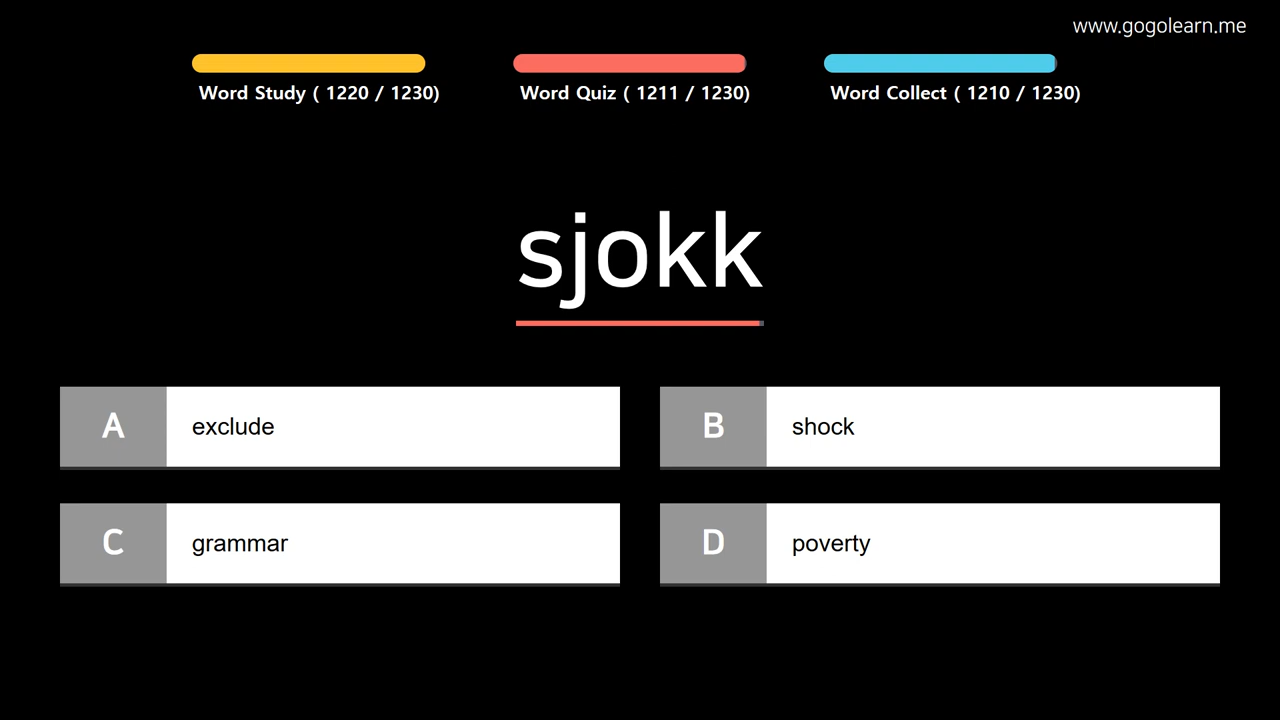 www.gogolearn.me
Word Study ( 1220 / 1230)
Word Quiz ( 1211 / 1230)
Word Collect ( 1210 / 1230)
sjokk
A exclude
B shock
C grammar
D poverty